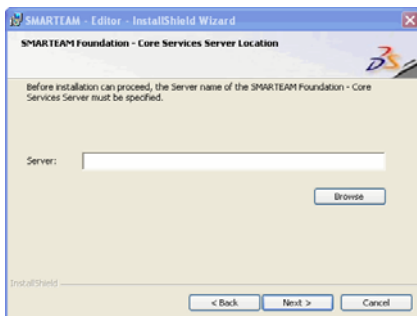 SMARTEAM - Editor - InstallShield Wizard
SMARTEAM Foundation - Core Services Server Location
Before installation can proceed, the Server name of the SMARTEAM Foundation - Core
Services Server must be specified.
Server:
Browse
InstallShield
< Back Next > Cancel